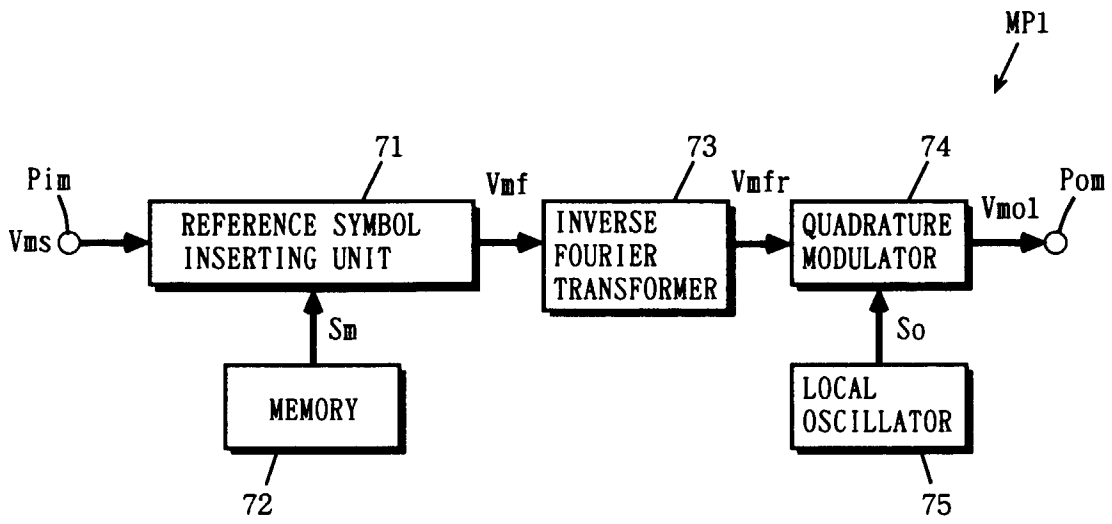 MP1
71
73
74
Pim
Vmf
Vmfr
Pom
Vmol
Vms
REFERENCE SYMBOL
INSERTING UNIT
INVERSE
FOURIER
TRANSFORMER
QUADRATURE
MODULATOR
Sm
So
MEMORY
LOCAL
OSCILLATOR
72
75